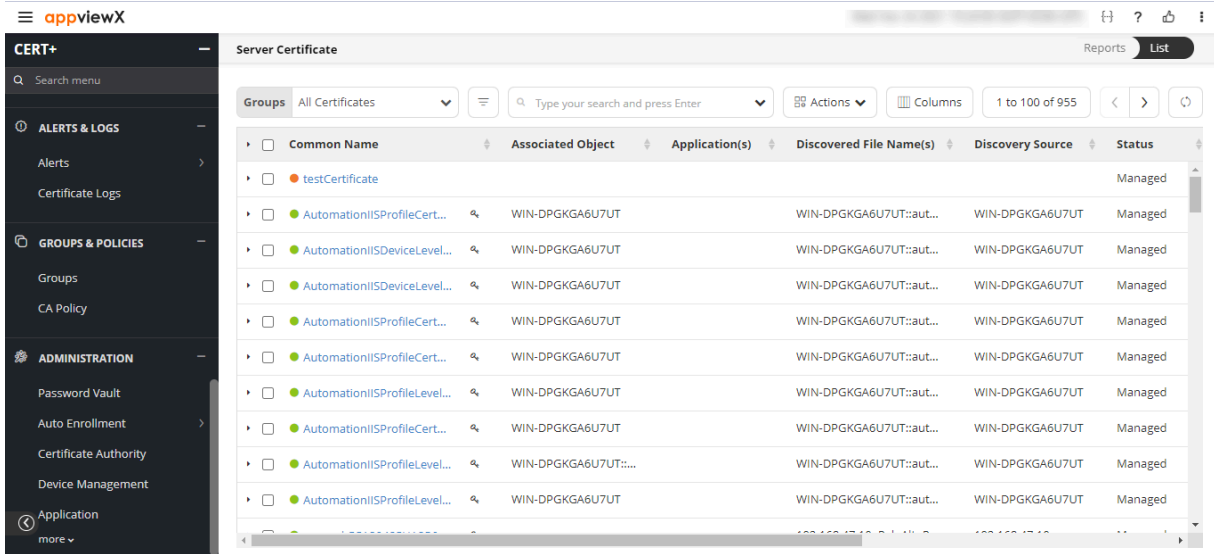 appviewX
?
CERT+
Server Certificate
Reports
List
Search menu
Groups All Certificates
Type your search and press Enter
Actions
Columns
1 to 100 of 955
ALERTS & LOGS
Alerts
Certificate Logs
GROUPS & POLICIES
Groups
CA Policy
ADMINISTRATION
Password Vault
Auto Enrollment
Certificate Authority
Device Management
Application
more
Common Name Associated Object Application(s) Discovered File Name(s) Discovery Source Status
testCertificate Managed
AutomationIISProfileCert... WIN-DPGKGA6U7UT WIN-DPGKGA6U7UT::aut... WIN-DPGKGA6U7UT Managed
AutomationIISDeviceLevel... WIN-DPGKGA6U7UT WIN-DPGKGA6U7UT::aut... WIN-DPGKGA6U7UT Managed
AutomationIISDeviceLevel... WIN-DPGKGA6U7UT WIN-DPGKGA6U7UT::aut... WIN-DPGKGA6U7UT Managed
AutomationIISProfileCert... WIN-DPGKGA6U7UT WIN-DPGKGA6U7UT::aut... WIN-DPGKGA6U7UT Managed
AutomationIISProfileCert... WIN-DPGKGA6U7UT WIN-DPGKGA6U7UT::aut... WIN-DPGKGA6U7UT Managed
AutomationIISProfileLevel... WIN-DPGKGA6U7UT WIN-DPGKGA6U7UT::aut... WIN-DPGKGA6U7UT Managed
AutomationIISProfileCert... WIN-DPGKGA6U7UT WIN-DPGKGA6U7UT::aut... WIN-DPGKGA6U7UT Managed
AutomationIISProfileLevel... WIN-DPGKGA6U7UT::... WIN-DPGKGA6U7UT::aut... WIN-DPGKGA6U7UT Managed
AutomationIISProfileLevel... WIN-DPGKGA6U7UT WIN-DPGKGA6U7UT::aut... WIN-DPGKGA6U7UT Managed